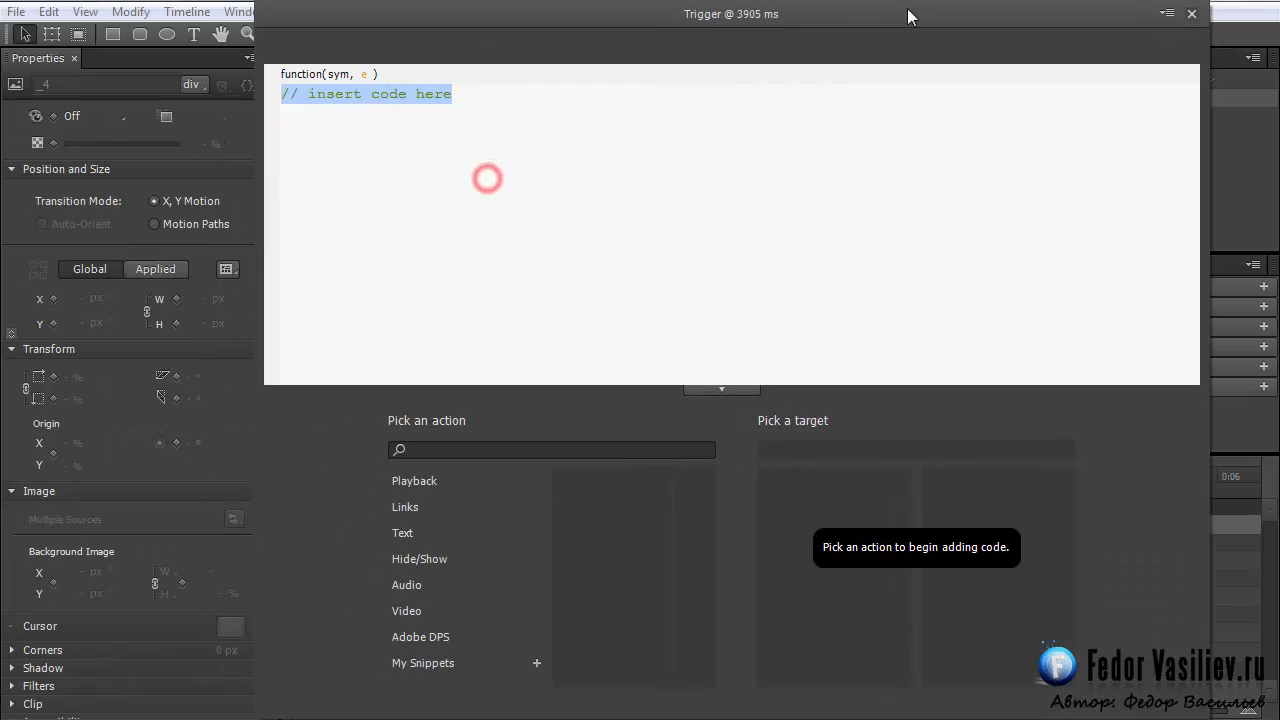 File Edit View Modify Timeline Wind
Trigger @ 3905 ms
Properties ×
_4 div
function( sym, e )
// insert code here
Off
- %
Position and Size
Transition Mode: X, Y Motion
Auto-Orient Motion Paths
Global Applied
X - px W - px
Y - px H - px
Transform
- % - °
- % - °
Origin
X - % - °
Y - %
Image
Multiple Sources
Background Image
X - px W -
Y - px H - %
Cursor
Corners 0 px
Shadow
Filters
Clip
Pick an action
Pick a target
Playback
Links
Text
Hide/Show
Audio
Video
Adobe DPS
My Snippets +
Pick an action to begin adding code.
0:06
Fedor Vasiliev.ru
Автор: Федор Васильев